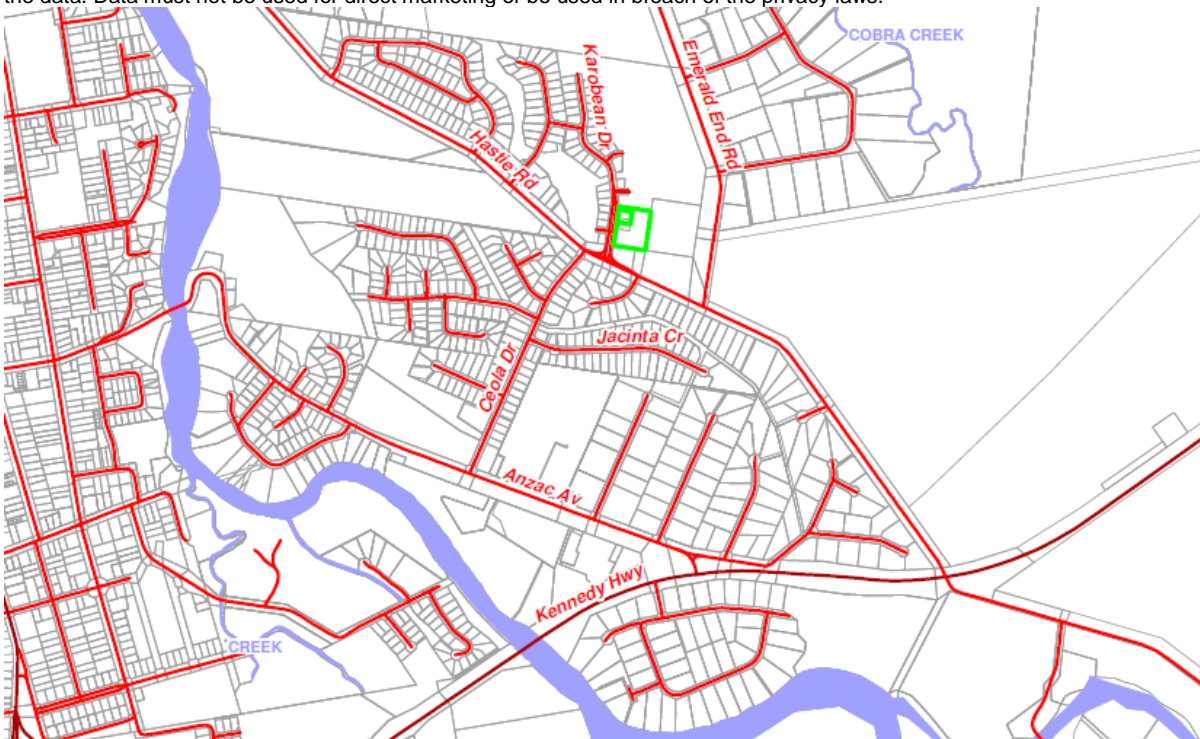 the data. Data must not be used for direct marketing or be used in breach of the privacy laws.
COBRA CREEK
Karobean Dr
Emerald End Rd
Hastie Rd
Jacinta Cr
Ceola Dr
Anzac Av
Kennedy Hwy
CREEK